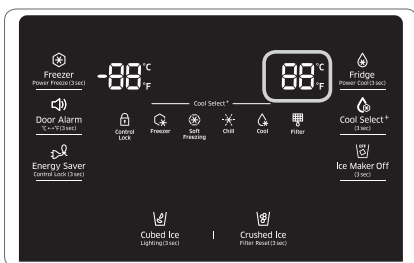 -88 °C °F
88 °C °F
Freezer
Power Freeze (3 sec)
Fridge
Power Cool (3 sec)
Cool Select+
Door Alarm
°C↔°F(3 sec)
Control Lock
Freezer
Soft Freezing
Chill
Cool
Filter
Cool Select+
(3 sec)
Energy Saver
Control Lock (3 sec)
OFF
Ice Maker Off
(3 sec)
Cubed Ice
Lighting (3 sec)
|
Crushed Ice
Filter Reset (3 sec)